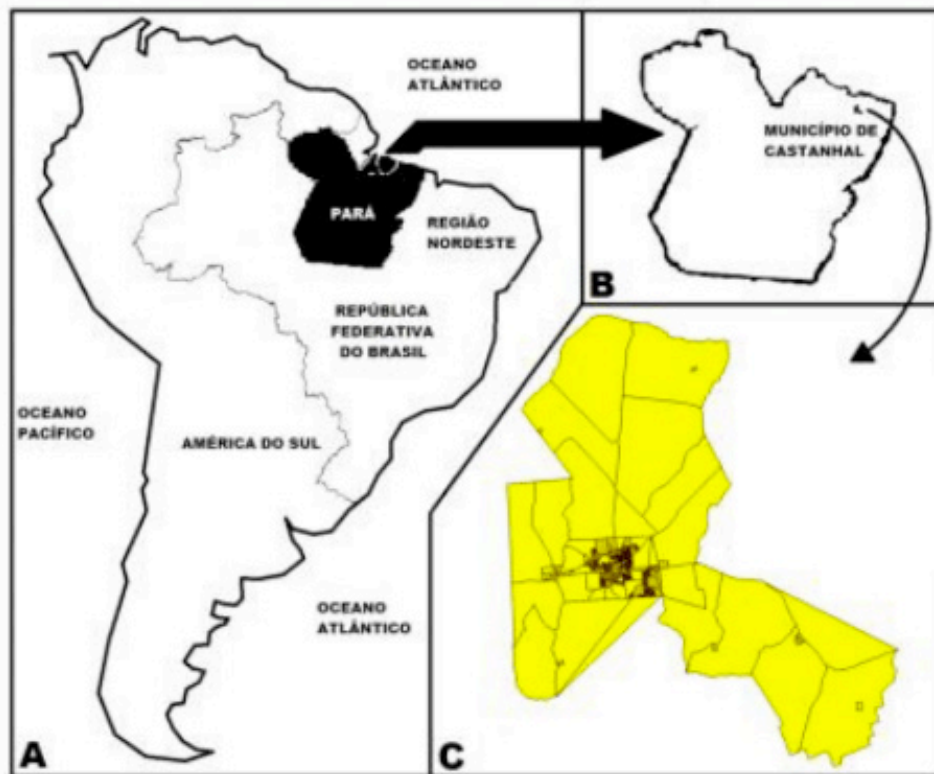 OCEANO
ATLÂNTICO
PARÁ
REGIÃO
NORDESTE
REPÚBLICA
FEDERATIVA
DO BRASIL
OCEANO
PACÍFICO
AMÉRICA DO SUL
OCEANO
ATLÂNTICO
A
MUNICÍPIO DE
CASTANHAL
B
C